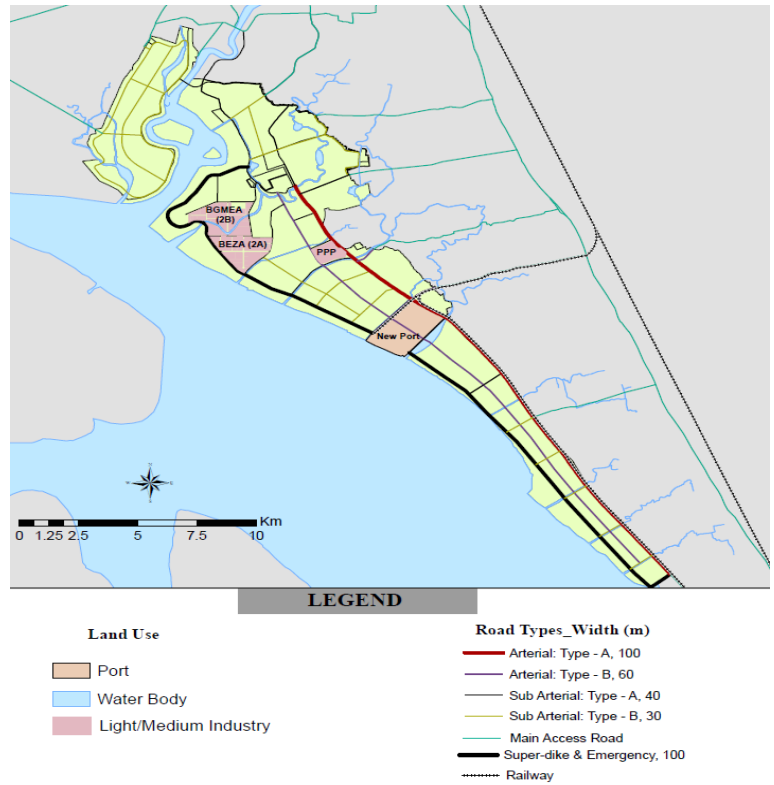 BGMEA
(2B)
BEZA (2A)
PPP
New Port
Km
0 1.25 2.5 5 7.5 10
LEGEND
Land Use
Port
Water Body
Light/Medium Industry
Road Types_Width (m)
Arterial: Type - A, 100
Arterial: Type - B, 60
Sub Arterial: Type - A, 40
Sub Arterial: Type - B, 30
Main Access Road
Super-dike & Emergency, 100
Railway